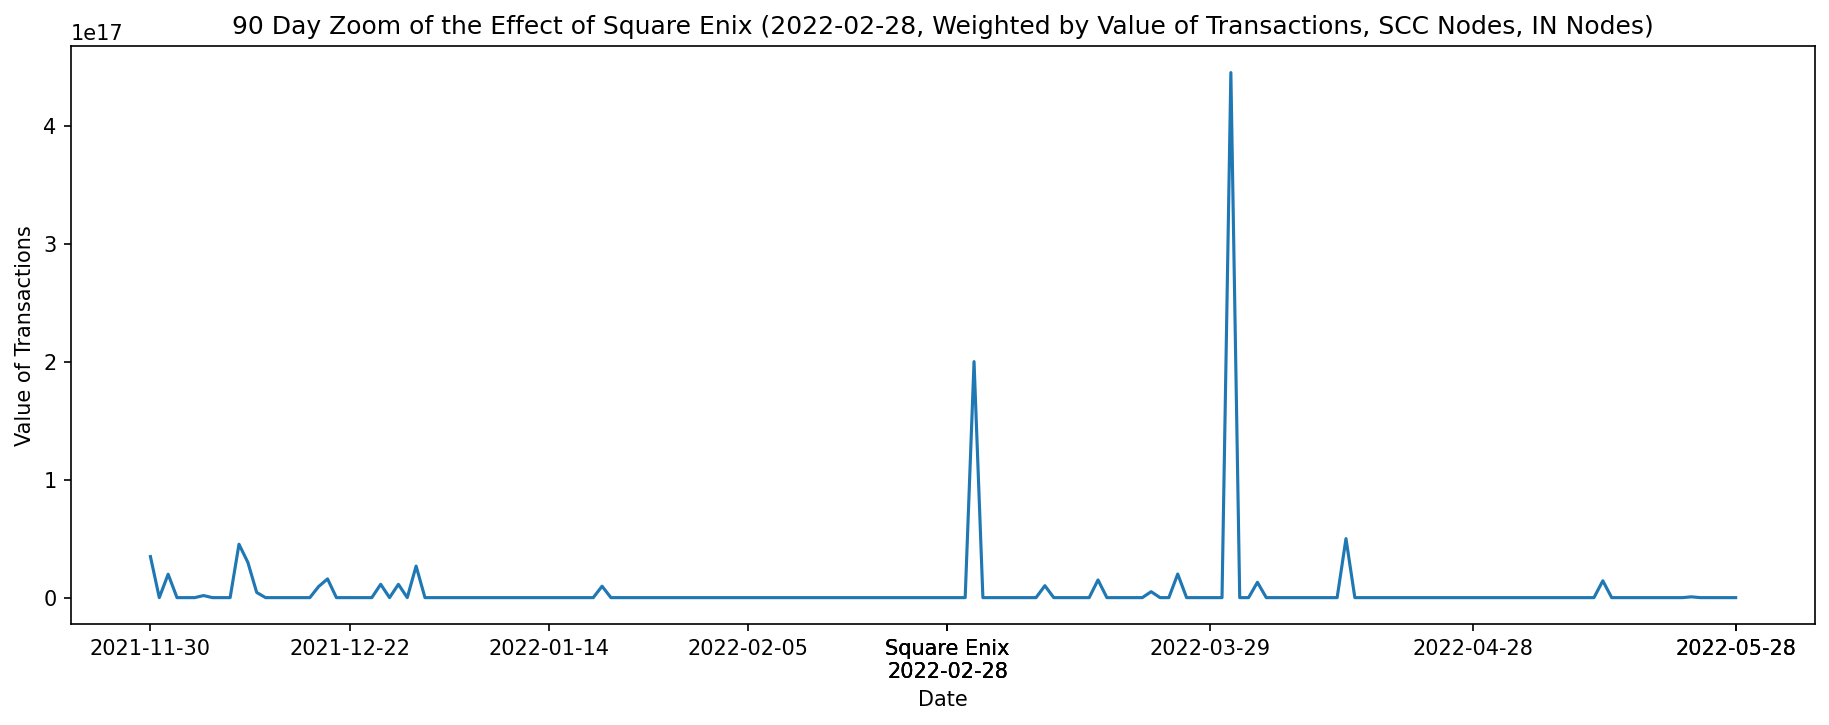 90 Day Zoom of the Effect of Square Enix (2022-02-28, Weighted by Value of Transactions, SCC Nodes, IN Nodes)
1e17
4
3
2
1
0
Value of Transactions
2021-11-30 2021-12-22 2022-01-14 2022-02-05 Square Enix 2022-03-29 2022-04-28 2022-05-28
2022-02-28
Date